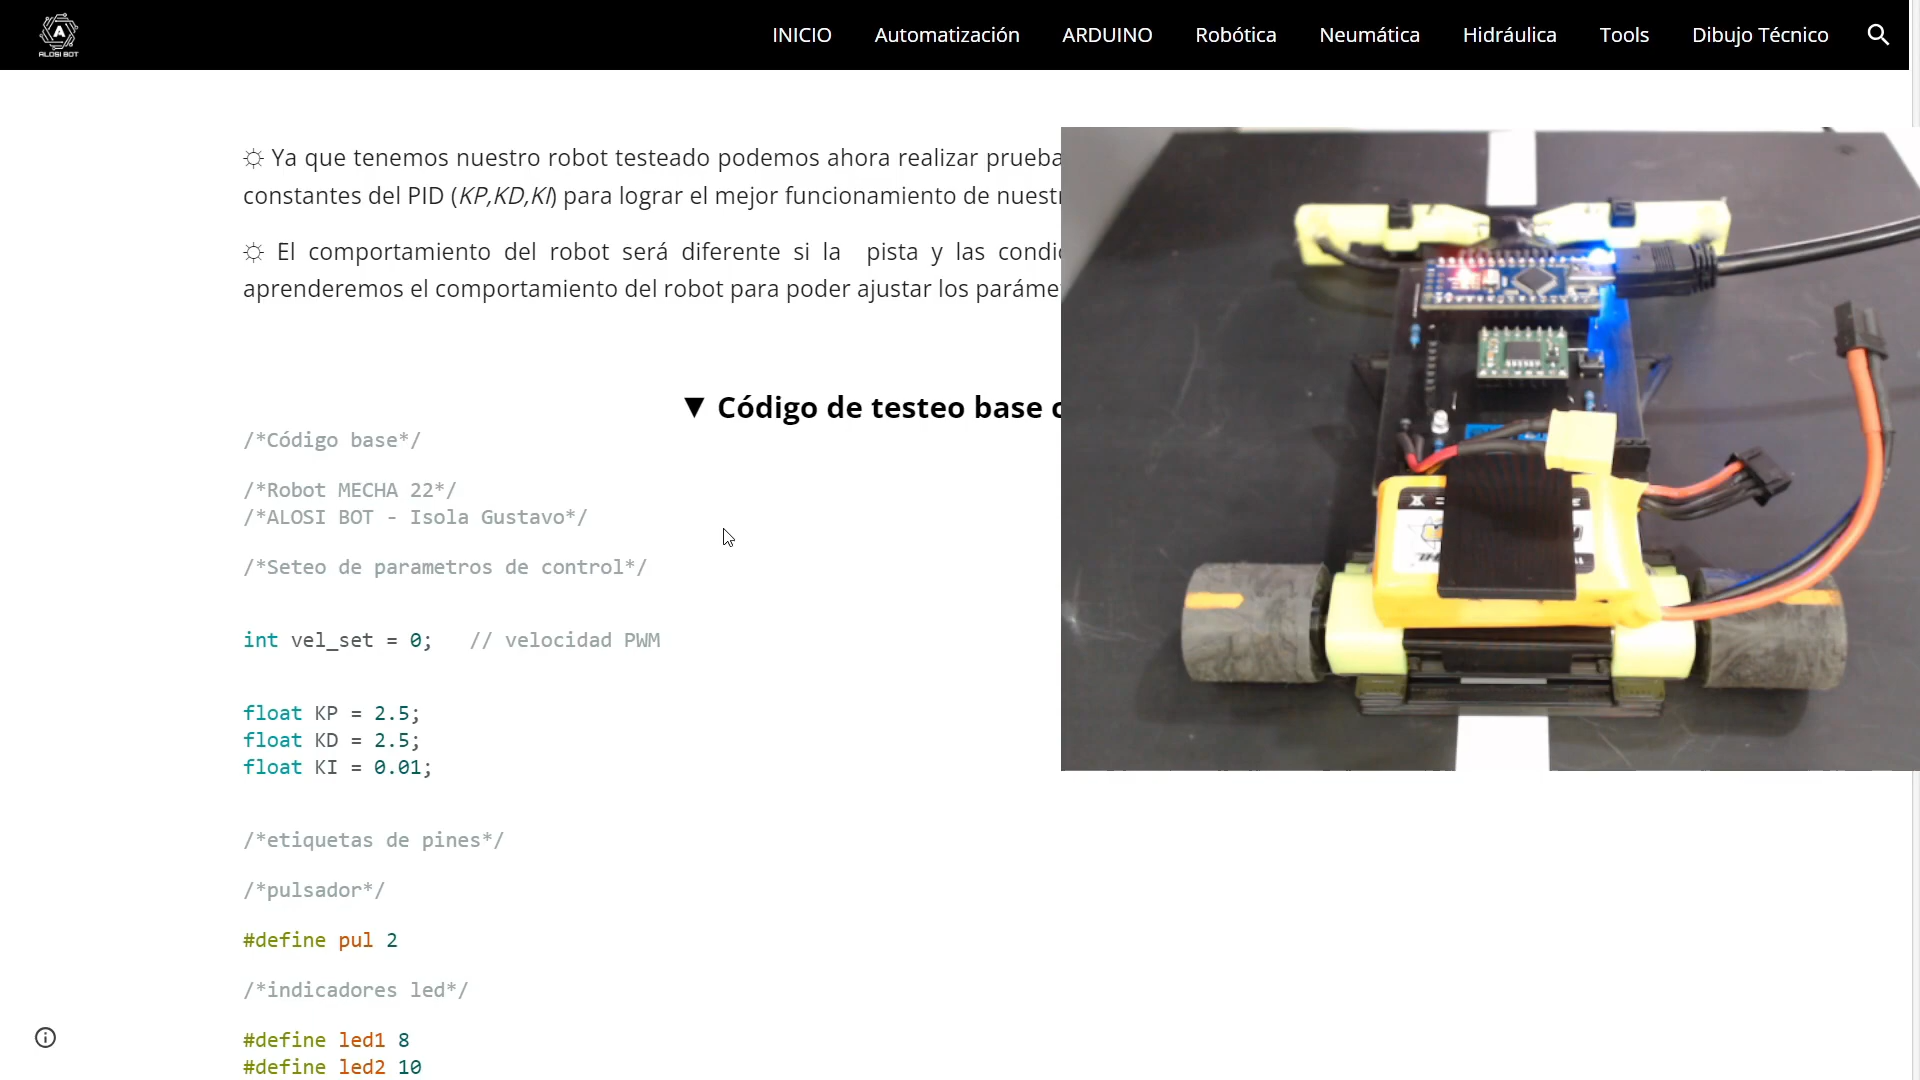 ALOSI BOT
INICIO Automatización ARDUINO Robótica Neumática Hidráulica Tools Dibujo Técnico
☼ Ya que tenemos nuestro robot testeado podemos ahora realizar prueba
constantes del PID (KP,KD,KI) para lograr el mejor funcionamiento de nuest
☼ El comportamiento del robot será diferente si la pista y las condic
aprenderemos el comportamiento del robot para poder ajustar los paráme
▼ Código de testeo base c
/*Código base*/
/*Robot MECHA 22*/
/*ALOSI BOT - Isola Gustavo*/
/*Seteo de parametros de control*/
int vel_set = 0; // velocidad PWM
float KP = 2.5;
float KD = 2.5;
float KI = 0.01;
/*etiquetas de pines*/
/*pulsador*/
#define pul 2
/*indicadores led*/
#define led1 8
#define led2 10